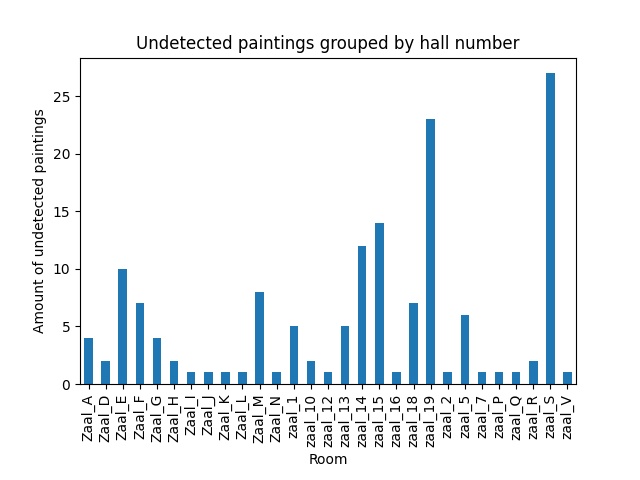 Undetected paintings grouped by hall number
Amount of undetected paintings
25
20
15
10
5
0
Zaal_A
Zaal_D
Zaal_E
Zaal_F
Zaal_G
Zaal_H
Zaal_I
Zaal_J
Zaal_K
Zaal_L
Zaal_M
Zaal_N
zaal_1
zaal_10
zaal_12
zaal_13
zaal_14
zaal_15
zaal_16
zaal_18
zaal_19
zaal_2
zaal_5
zaal_7
zaal_P
zaal_Q
zaal_R
zaal_S
zaal_V
Room